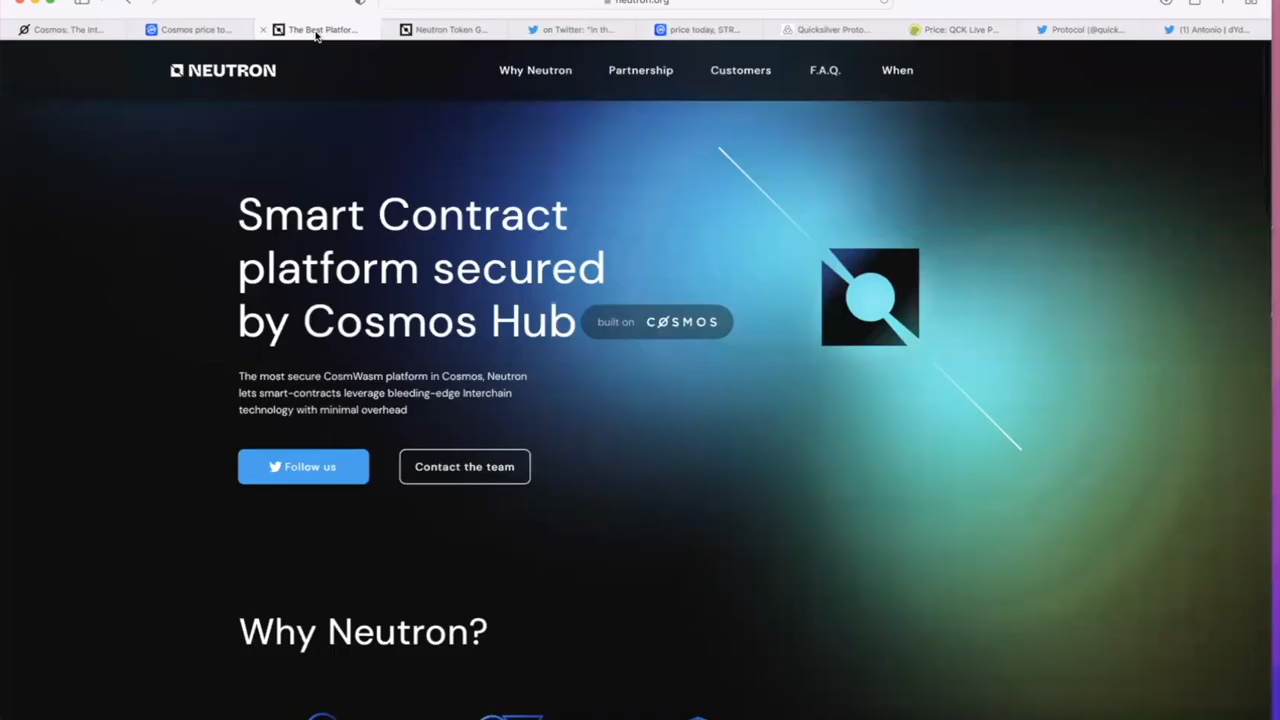 neutron.org
Cosmos: The Int...
Cosmos price to...
The Best Platfor...
Neutron Token G...
on Twitter: "In th...
price today, STR...
Quicksilver Proto...
Price: QCK Live P...
Protocol (@quick...
(1) Antonio | dYd...
NEUTRON
Why Neutron
Partnership
Customers
F.A.Q.
When
Smart Contract
platform secured
by Cosmos Hub
built on COSMOS
The most secure CosmWasm platform in Cosmos, Neutron
lets smart-contracts leverage bleeding-edge Interchain
technology with minimal overhead
Follow us
Contact the team
Why Neutron?